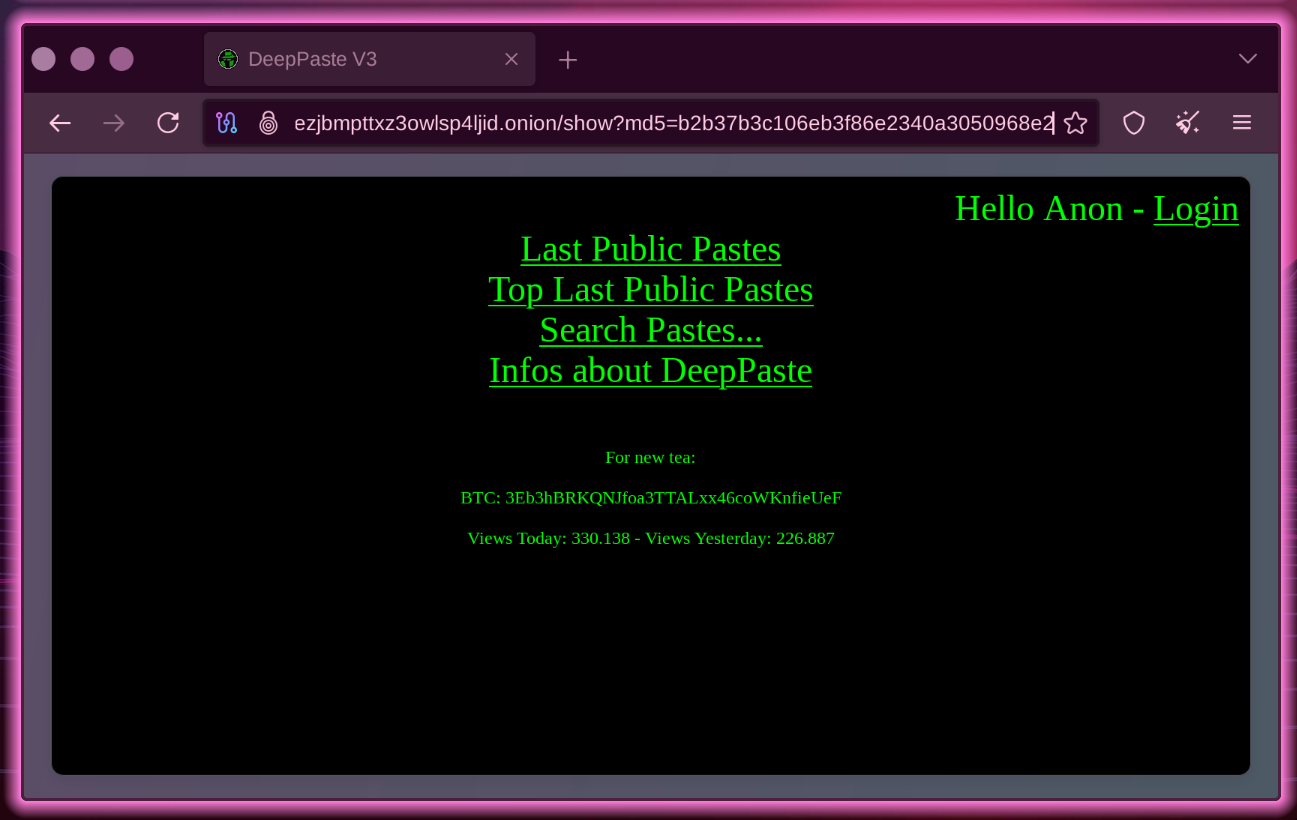 DeepPaste V3
ezjbmpttxz3owlsp4ljid.onion/show?md5=b2b37b3c106eb3f86e2340a3050968e2
Hello Anon - Login
Last Public Pastes
Top Last Public Pastes
Search Pastes...
Infos about DeepPaste
For new tea:
BTC: 3Eb3hBRKQNJfoa3TTALxx46coWKnfieUeF
Views Today: 330.138 - Views Yesterday: 226.887